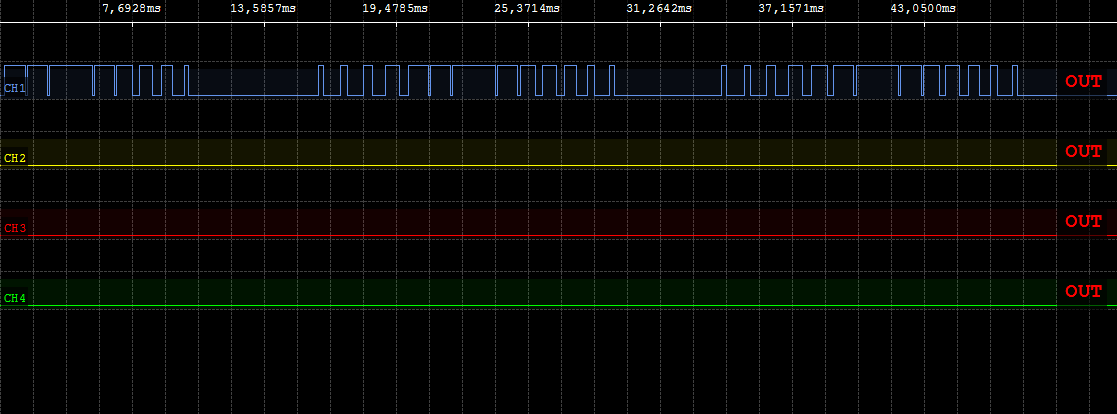 7,6928ms 13,5857ms 19,4785ms 25,3714ms 31,2642ms 37,1571ms 43,0500ms
CH1 OUT
CH2 OUT
CH3 OUT
CH4 OUT